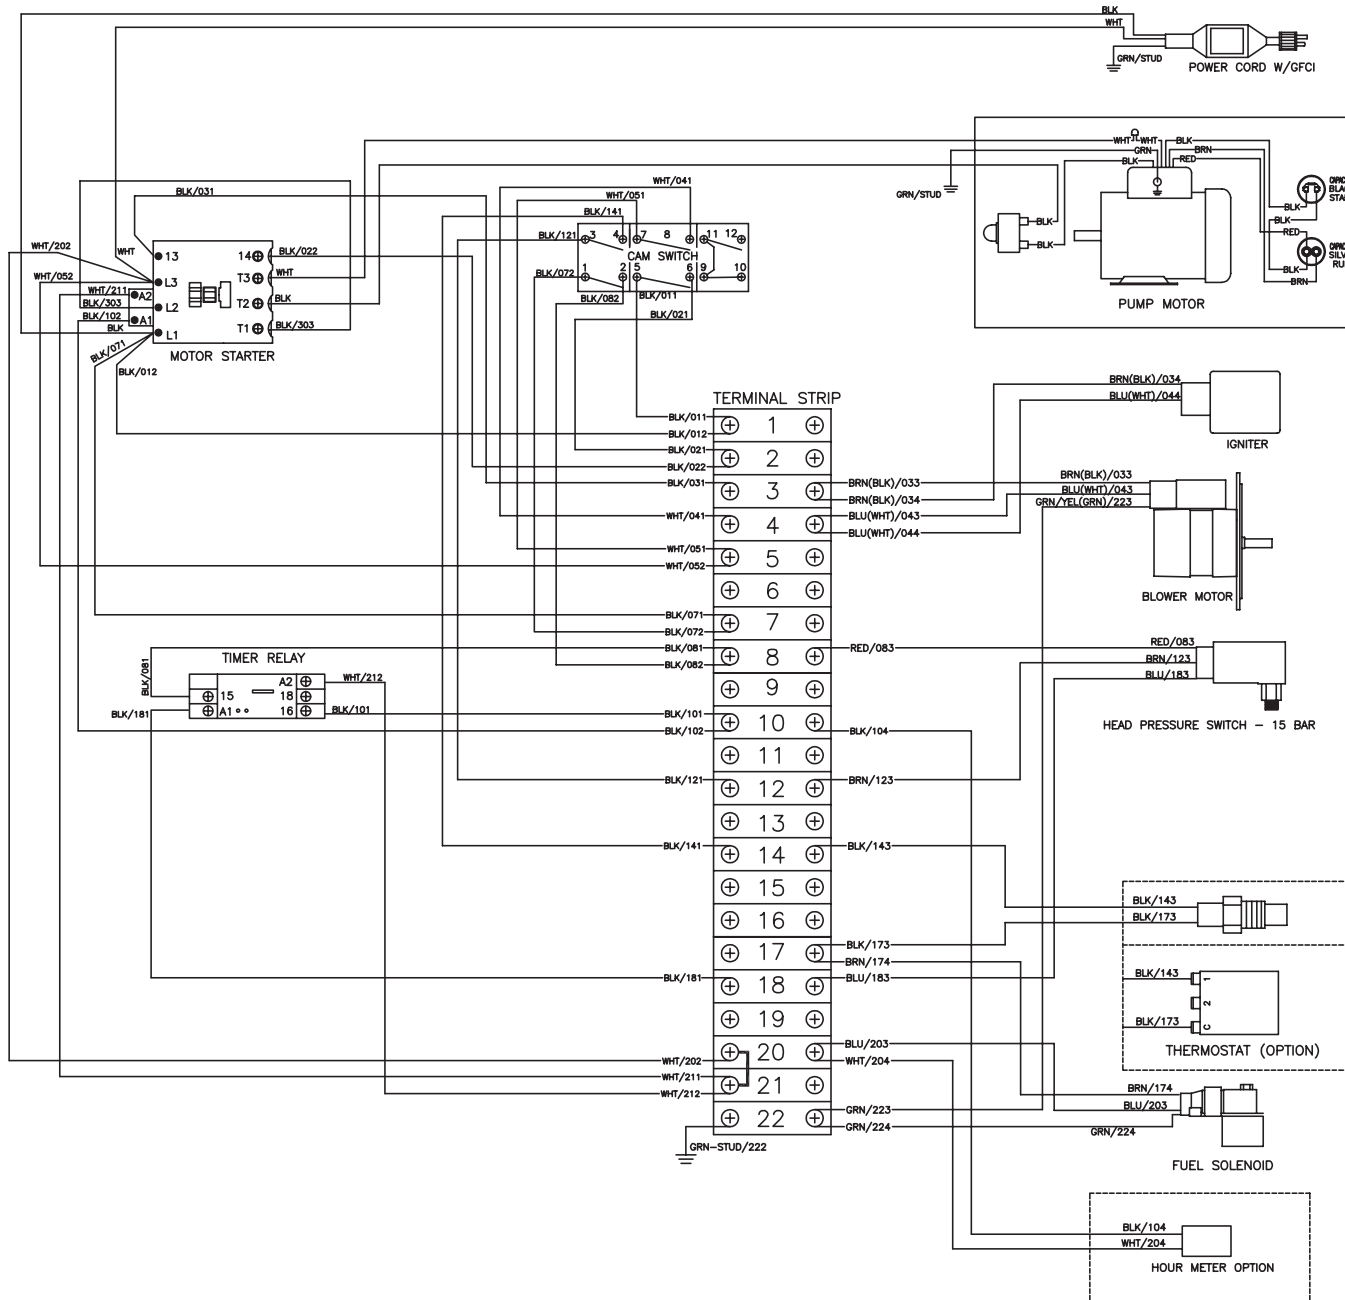 BLK
WHT
GRN/STUD
POWER CORD W/GFCI
WHT
WHT
BLK
GRN
BRN
BLK
RED
GRN/STUD
BLK
BLK
BLK
BLK
RED
BLK
BRN
PUMP MOTOR
BLK/031
WHT/041
WHT/051
BLK/141
BLK/121
3 4 7 8 11 12
CAM SWITCH
BLK/072
1 2 5 6 9 10
BLK/082
BLK/011
BLK/021
WHT/202
WHT
WHT/052
WHT/211
BLK/303
BLK/102
BLK
BLK/071
BLK/012
13
L3
A2
L2
A1
L1
14
T3
T2
T1
BLK/022
WHT
BLK
BLK/303
MOTOR STARTER
TERMINAL STRIP
BLK/011
BLK/012
1
BLK/021
BLK/022
2
BLK/031
3
BRN(BLK)/033
BRN(BLK)/034
WHT/041
4
BLU(WHT)/043
BLU(WHT)/044
WHT/051
WHT/052
5
6
BLK/071
BLK/072
7
BLK/081
BLK/082
8
RED/083
9
BLK/101
BLK/102
10
BLK/104
11
BLK/121
12
BRN/123
13
BLK/141
14
BLK/143
15
16
17
BLK/173
BRN/174
BLK/181
18
BLU/183
19
WHT/202
20
BLU/203
WHT/204
WHT/211
WHT/212
21
22
GRN/223
GRN/224
GRN-STUD/222
TIMER RELAY
BLK/081
BLK/181
15
A1
A2
18
16
WHT/212
BLK/101
BRN(BLK)/034
BLU(WHT)/044
IGNITER
BRN(BLK)/033
BLU(WHT)/043
GRN/YEL(GRN)/223
BLOWER MOTOR
RED/083
BRN/123
BLU/183
HEAD PRESSURE SWITCH - 15 BAR
BLK/143
BLK/173
BLK/143
BLK/173
1
2
C
THERMOSTAT (OPTION)
BRN/174
BLU/203
GRN/224
FUEL SOLENOID
BLK/104
WHT/204
HOUR METER OPTION